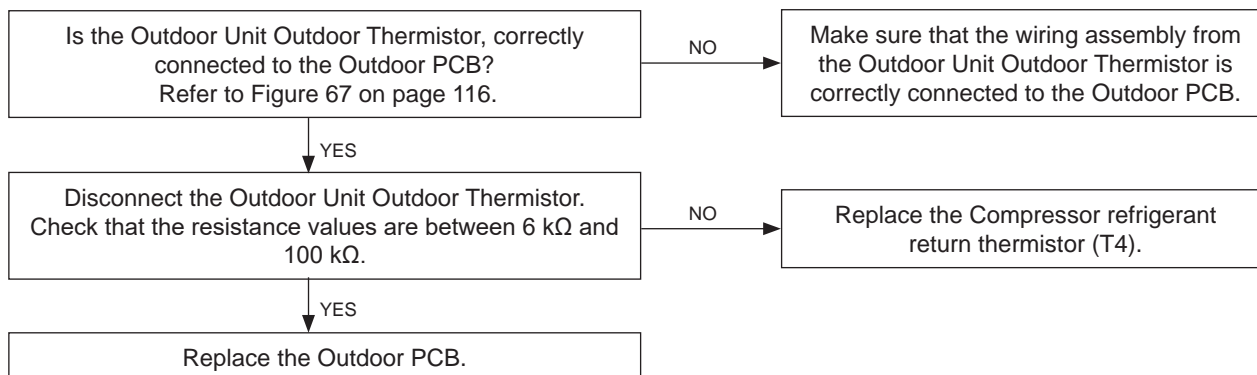 Is the Outdoor Unit Outdoor Thermistor, correctly
connected to the Outdoor PCB?
Refer to Figure 67 on page 116.
NO
Make sure that the wiring assembly from
the Outdoor Unit Outdoor Thermistor is
correctly connected to the Outdoor PCB.
YES
Disconnect the Outdoor Unit Outdoor Thermistor.
Check that the resistance values are between 6 kΩ and
100 kΩ.
NO
Replace the Compressor refrigerant
return thermistor (T4).
YES
Replace the Outdoor PCB.